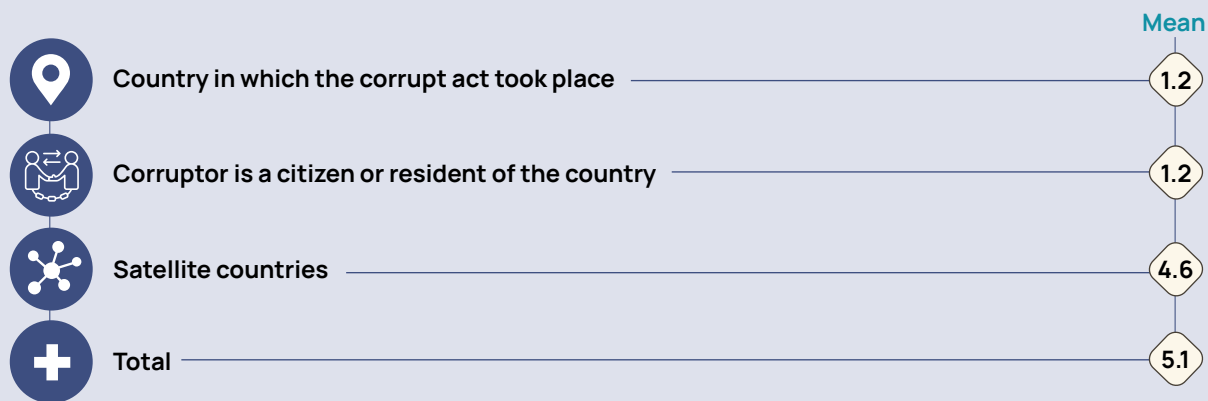 Mean
Country in which the corrupt act took place 1.2
Corruptor is a citizen or resident of the country 1.2
Satellite countries 4.6
Total 5.1